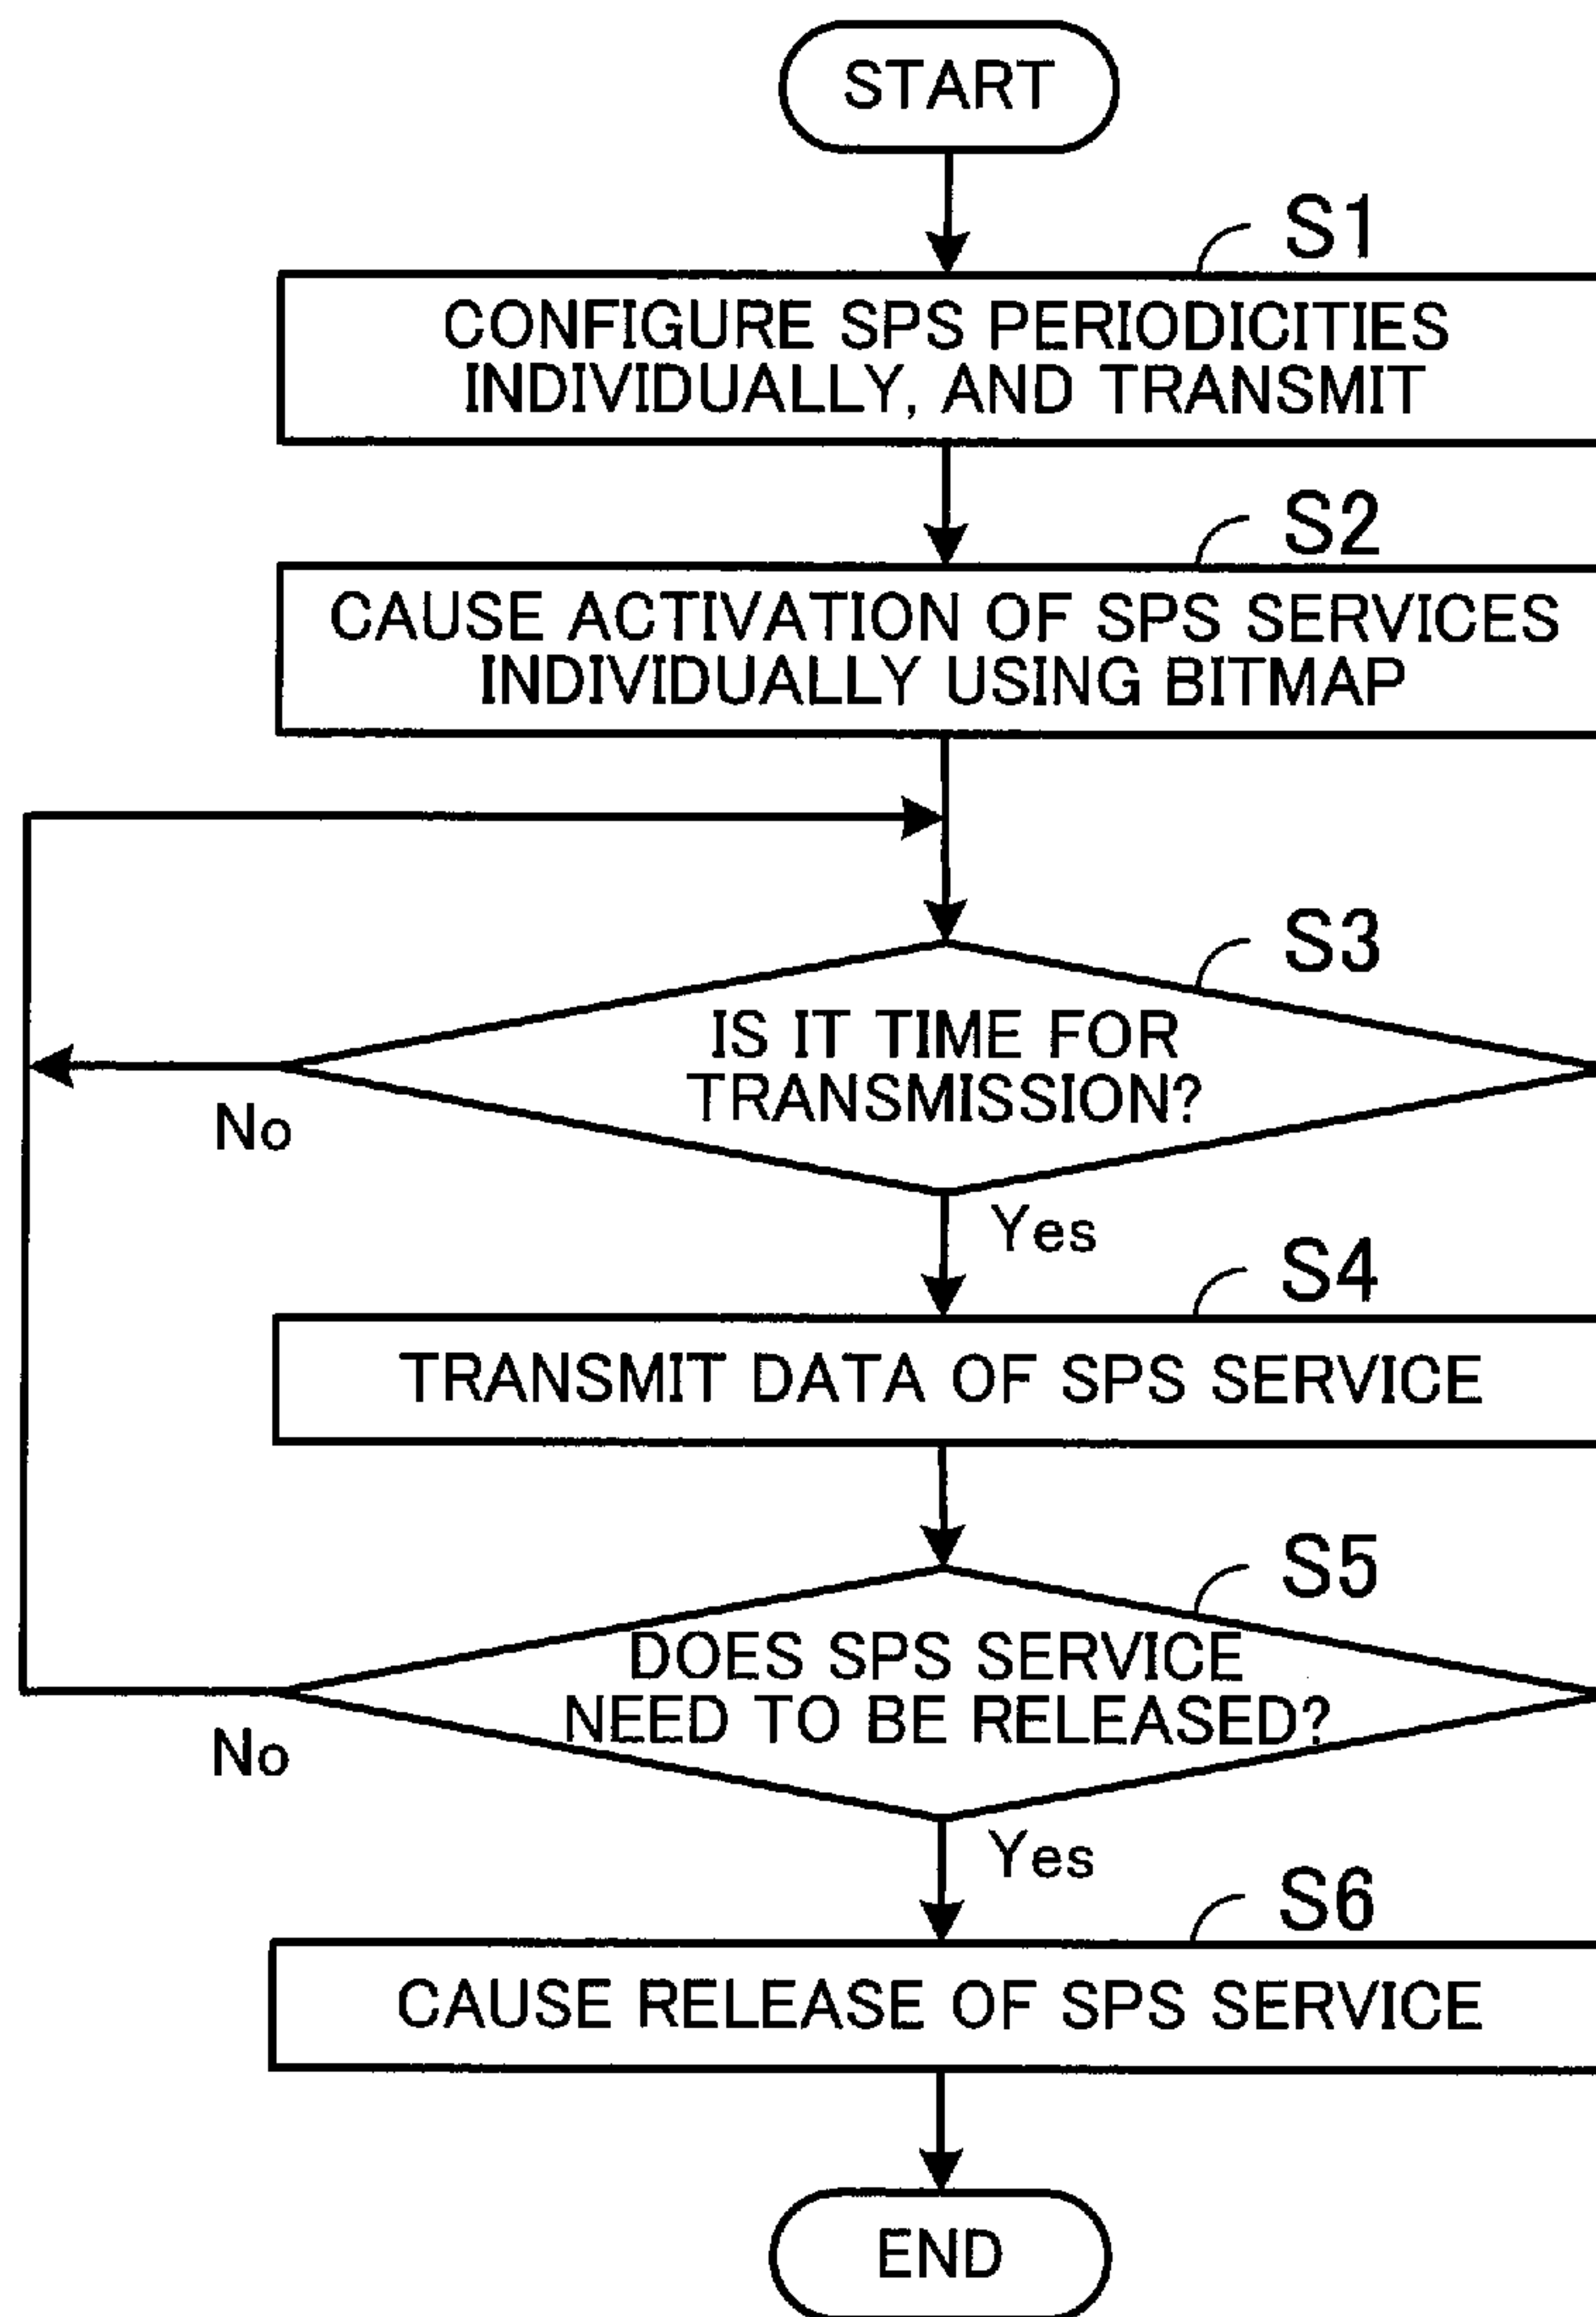 START
S1
CONFIGURE SPS PERIODICITIES
INDIVIDUALLY, AND TRANSMIT
S2
CAUSE ACTIVATION OF SPS SERVICES
INDIVIDUALLY USING BITMAP
S3
IS IT TIME FOR
TRANSMISSION?
No
Yes
S4
TRANSMIT DATA OF SPS SERVICE
S5
DOES SPS SERVICE
NEED TO BE RELEASED?
No
Yes
S6
CAUSE RELEASE OF SPS SERVICE
END